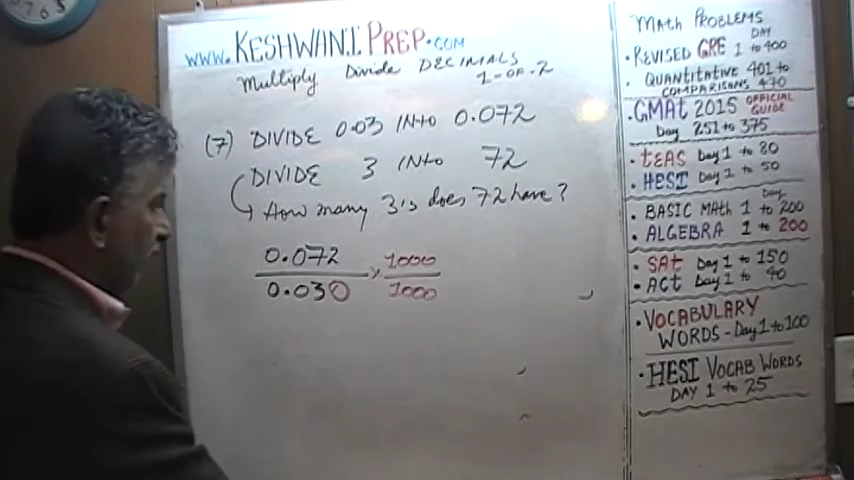 www.KESHWANI PREP.COM
Multiply Divide DECIMALS
1-OF-2
(7) DIVIDE 0.03 INTO 0.072
DIVIDE 3 INTO 72
How many 3's does 72 have?
0.072 1000
0.030 × 1000
MATH PROBLEMS
DAY
• REVISED GRE 1 to 400
• QUANTITATIVE 401 to
COMPARISONS 470
• GMAt 2015 OFFICIAL GUIDE
Day 251 to 375
• tEAS Day 1 to 80
• HESI Day 1 to 50
Day
• BASIC MAth 1 to 200
• ALGEBRA 1 to 200
• SAt Day 1 to 150
• ACt Day 1 to 40
• VOCABULARY
WORDS - Day 1 to 100
• HESI VOCAB WORDS
DAY 1 to 25
7 6 5